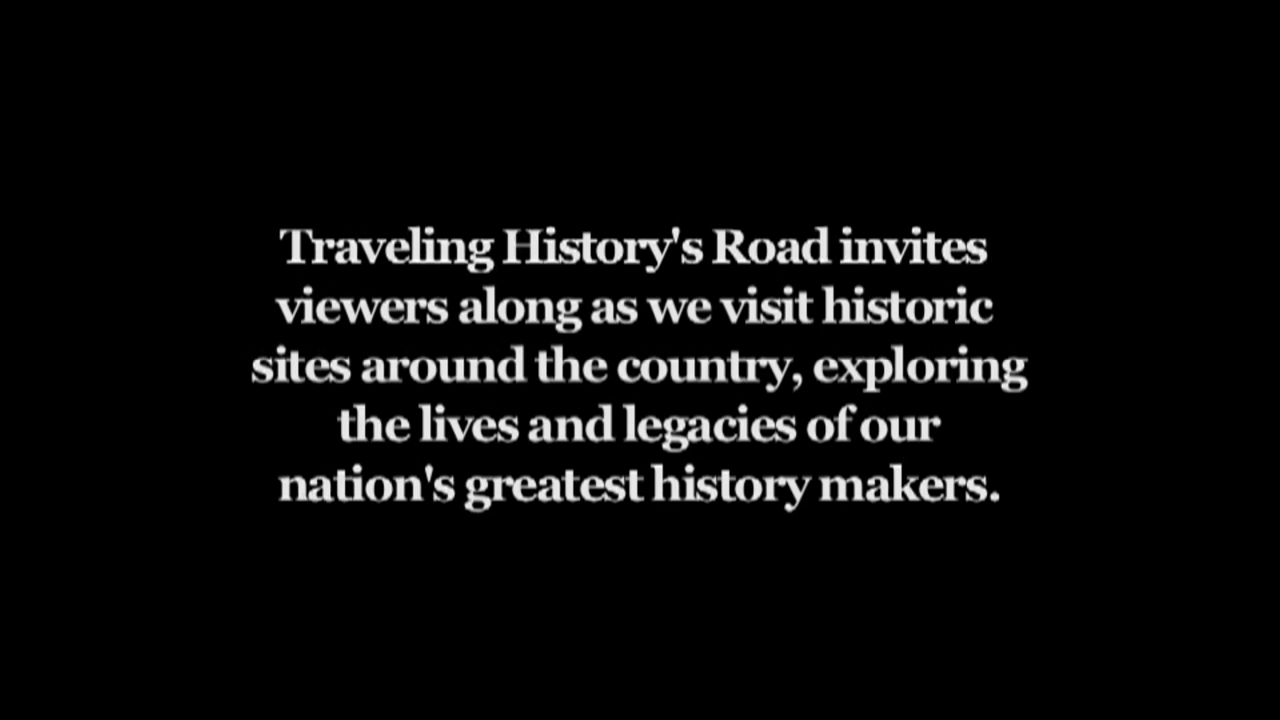 Traveling History's Road invites
viewers along as we visit historic
sites around the country, exploring
the lives and legacies of our
nation's greatest history makers.